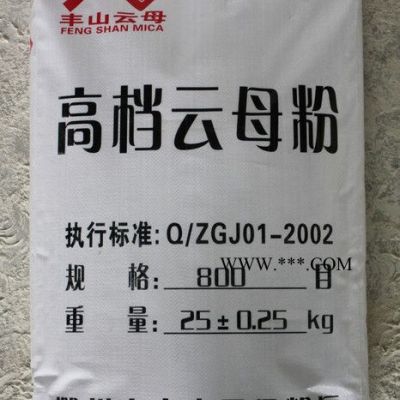 丰山云母
FENG SHAN MICA
高档云母粉
执行标准: Q/ZGJ01-2002
WWW.***.COM
规 格: 800 目
重 量: 25±0.25 kg